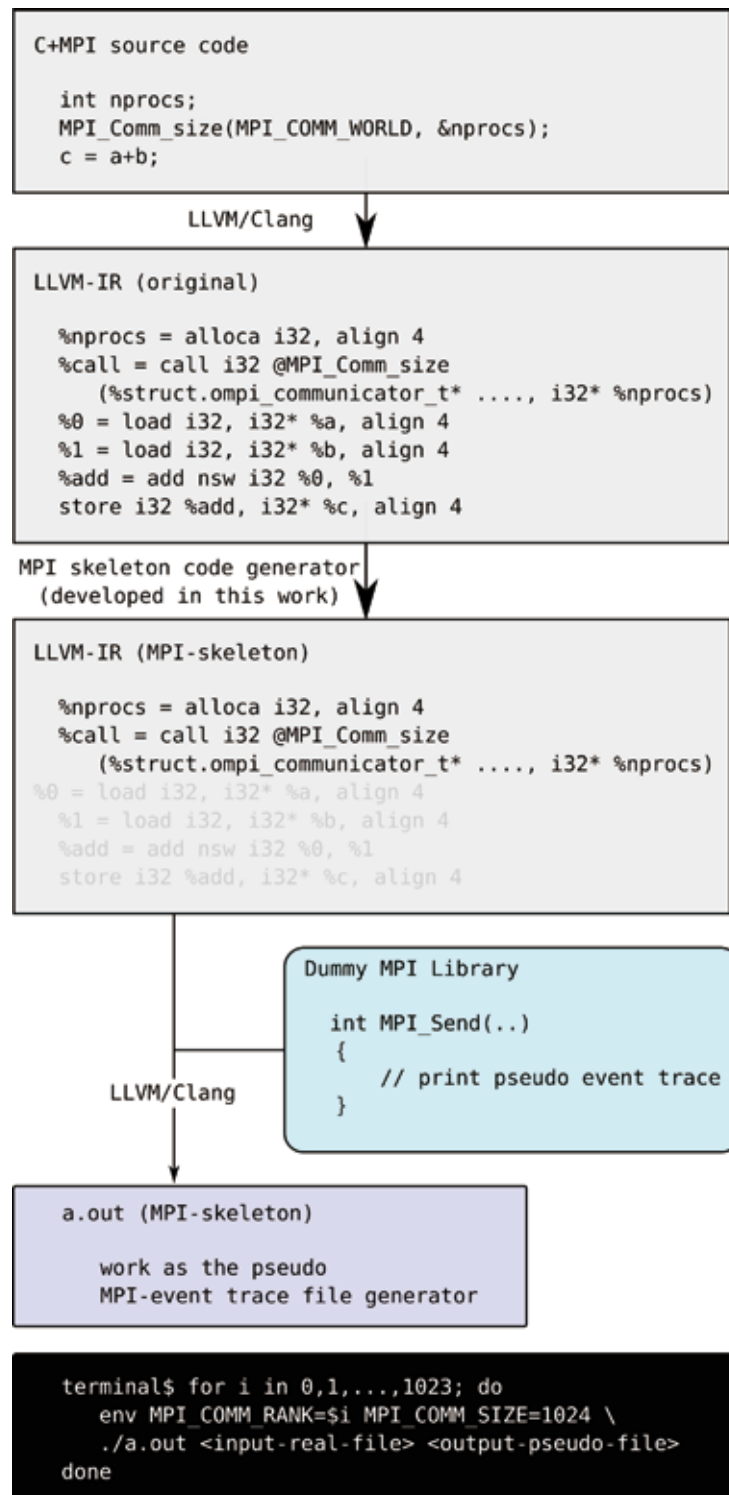 C+MPI source code
int nprocs;
MPI_Comm_size(MPI_COMM_WORLD, &nprocs);
c = a+b;
LLVM/Clang
LLVM-IR (original)
%nprocs = alloca i32, align 4
%call = call i32 @MPI_Comm_size
(%struct.ompi_communicator_t* ...., i32* %nprocs)
%0 = load i32, i32* %a, align 4
%1 = load i32, i32* %b, align 4
%add = add nsw i32 %0, %1
store i32 %add, i32* %c, align 4
MPI skeleton code generator
(developed in this work)
LLVM-IR (MPI-skeleton)
%nprocs = alloca i32, align 4
%call = call i32 @MPI_Comm_size
(%struct.ompi_communicator_t* ...., i32* %nprocs)
%0 = load i32, i32* %a, align 4
%1 = load i32, i32* %b, align 4
%add = add nsw i32 %0, %1
store i32 %add, i32* %c, align 4
Dummy MPI Library
int MPI_Send(..)
{
// print pseudo event trace
}
LLVM/Clang
a.out (MPI-skeleton)
work as the pseudo
MPI-event trace file generator
terminal$ for i in 0,1,...,1023; do
env MPI_COMM_RANK=$i MPI_COMM_SIZE=1024 \
./a.out <input-real-file> <output-pseudo-file>
done